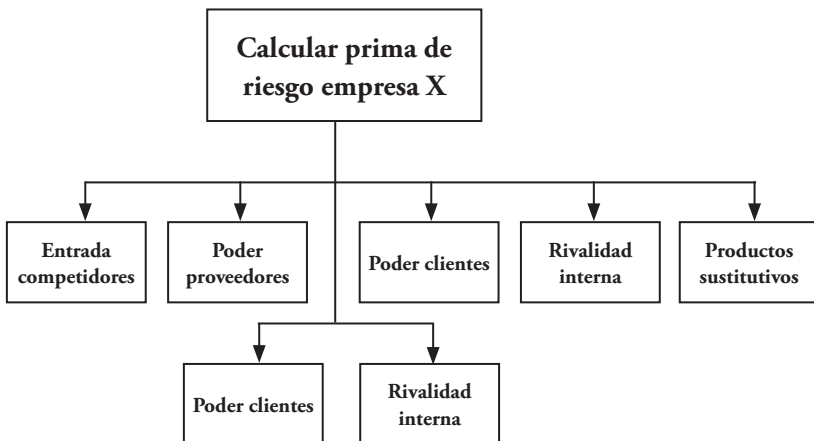 Calcular prima de
riesgo empresa X
Entrada
competidores
Poder
proveedores
Poder clientes
Rivalidad
interna
Productos
sustitutivos
Poder clientes
Rivalidad
interna